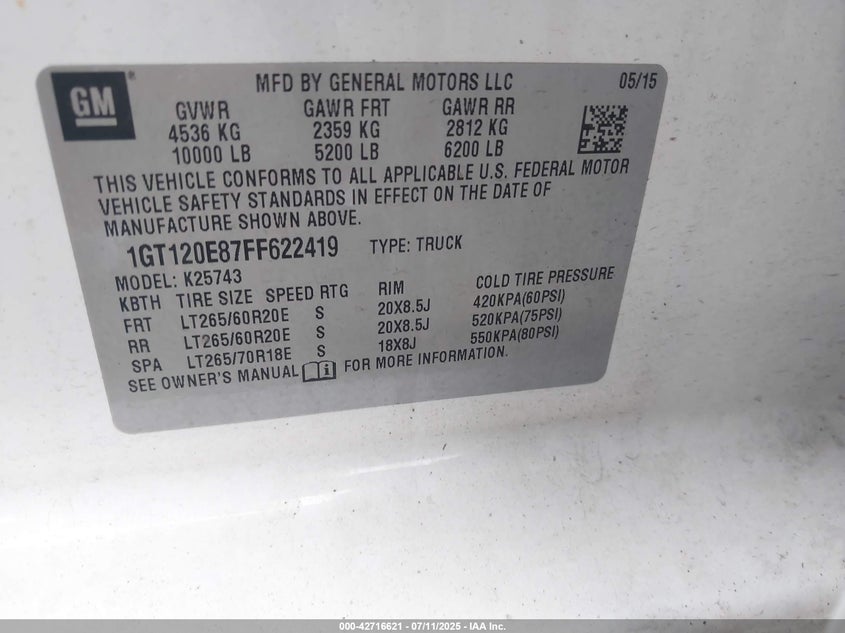 GM
®
MFD BY GENERAL MOTORS LLC 05/15
GVWR GAWR FRT GAWR RR
4536 KG 2359 KG 2812 KG
10000 LB 5200 LB 6200 LB
THIS VEHICLE CONFORMS TO ALL APPLICABLE U.S. FEDERAL MOTOR
VEHICLE SAFETY STANDARDS IN EFFECT ON THE DATE OF
MANUFACTURE SHOWN ABOVE.
1GT120E87FF622419 TYPE: TRUCK
MODEL: K25743
KBTH TIRE SIZE SPEED RTG RIM COLD TIRE PRESSURE
FRT LT265/60R20E S 20X8.5J 420KPA(60PSI)
RR LT265/60R20E S 20X8.5J 520KPA(75PSI)
SPA LT265/70R18E S 18X8J 550KPA(80PSI)
SEE OWNER'S MANUAL i FOR MORE INFORMATION.
000-42716621 - 07/11/2025 - IAA Inc.